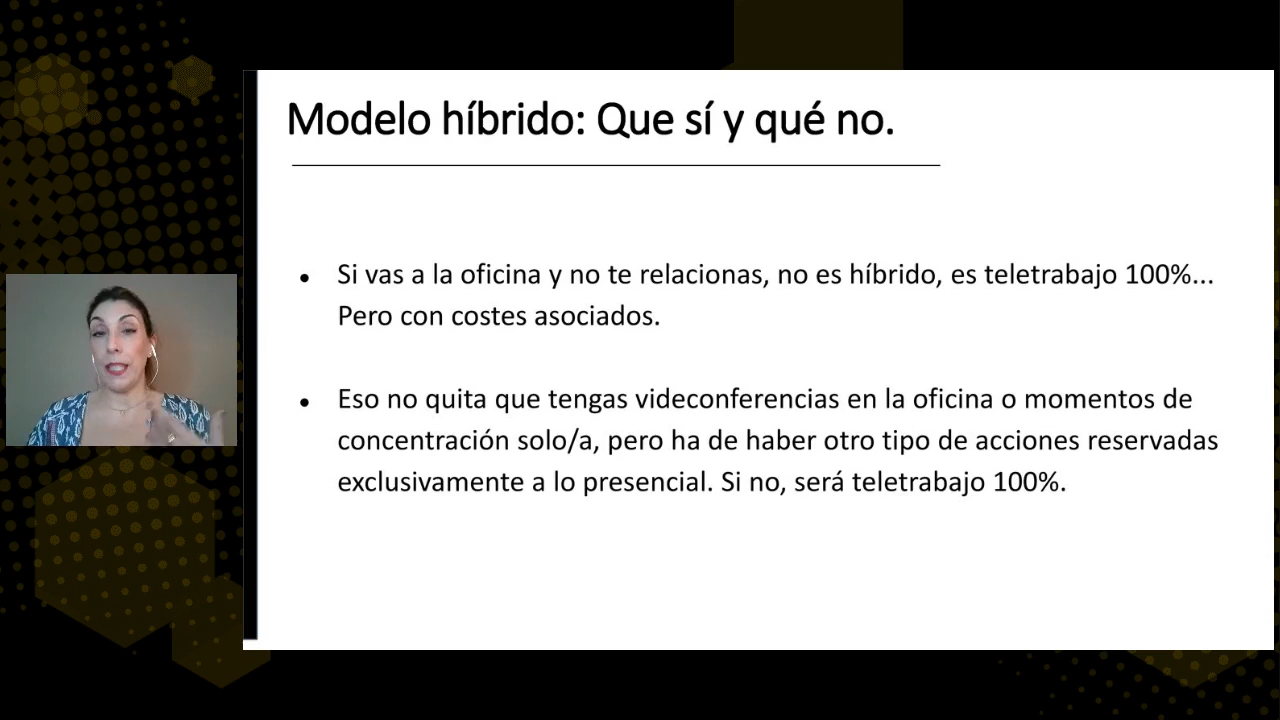 Modelo híbrido: Que sí y qué no.
• Si vas a la oficina y no te relacionas, no es híbrido, es teletrabajo 100%...
Pero con costes asociados.
• Eso no quita que tengas videconferencias en la oficina o momentos de
concentración solo/a, pero ha de haber otro tipo de acciones reservadas
exclusivamente a lo presencial. Si no, será teletrabajo 100%.